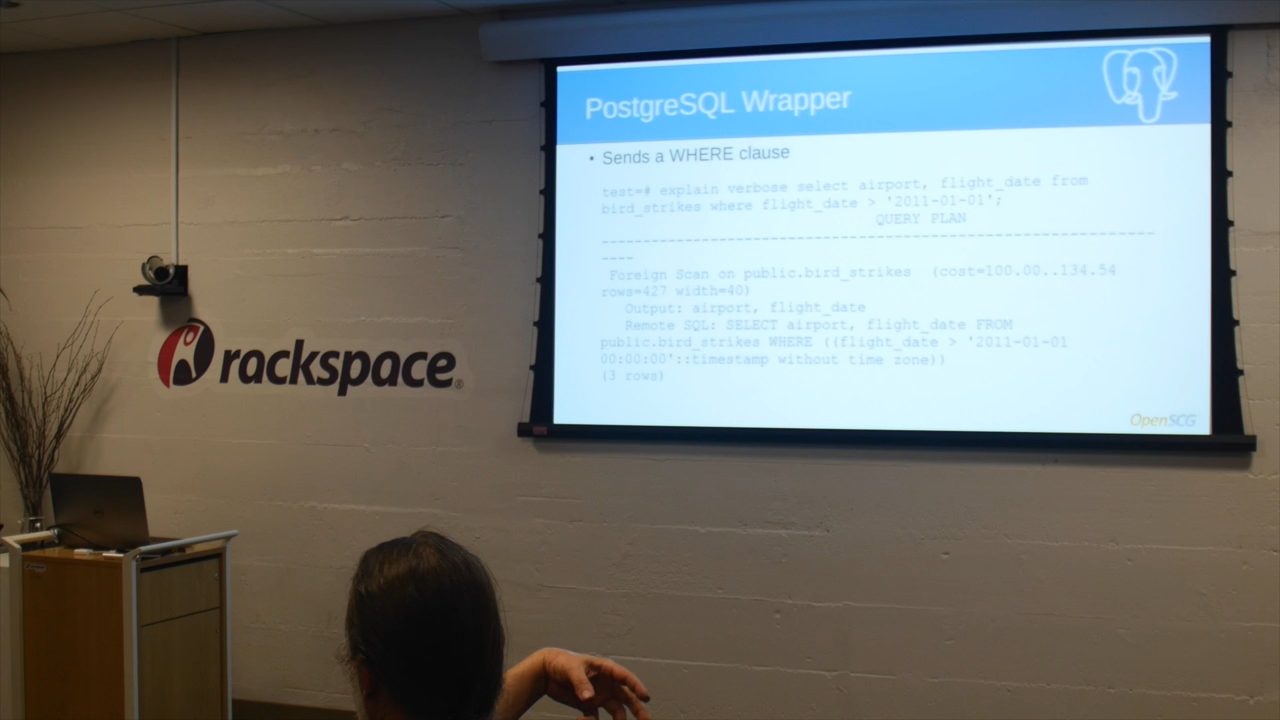 PostgreSQL Wrapper
• Sends a WHERE clause
test=# explain verbose select airport, flight_date from
bird_strikes where flight_date > '2011-01-01';
QUERY PLAN
--------------------------------------------------------------------
----
Foreign Scan on public.bird_strikes (cost=100.00..134.54
rows=427 width=40)
Output: airport, flight_date
Remote SQL: SELECT airport, flight_date FROM
public.bird_strikes WHERE ((flight_date > '2011-01-01
00:00:00'::timestamp without time zone))
(3 rows)
OpenSCG
rackspace®